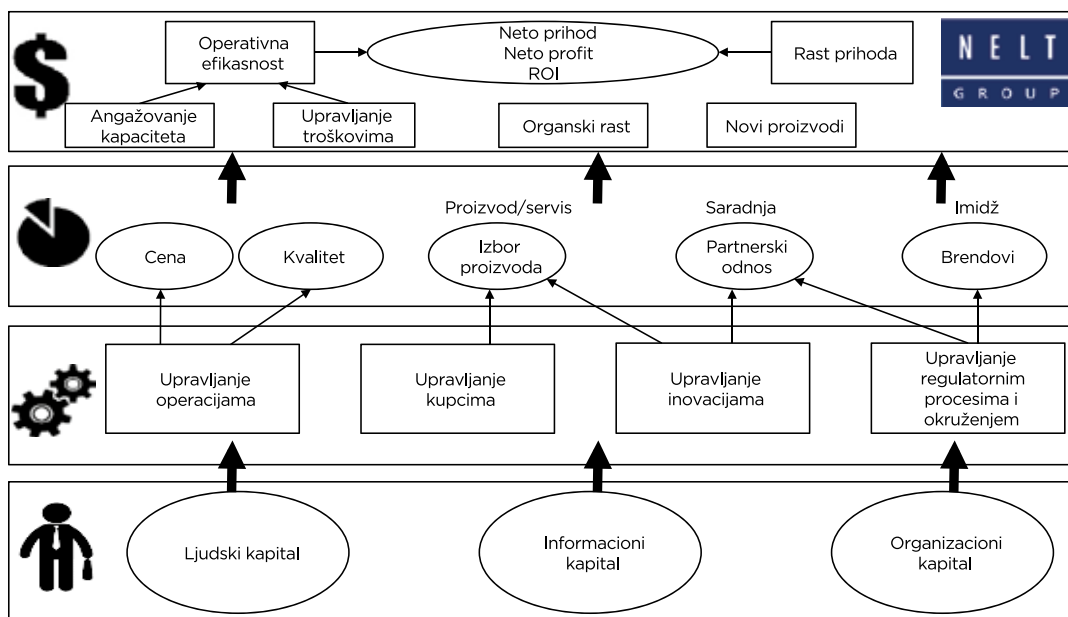 Operativna
efikasnost
Neto prihod
Neto profit
ROI
Rast prihoda
NELT
GROUP
Angažovanje
kapaciteta
Upravljanje
troškovima
Organski rast
Novi proizvodi
Proizvod/servis
Saradnja
Imidž
Cena
Kvalitet
Izbor
proizvoda
Partnerski
odnos
Brendovi
Upravljanje
operacijama
Upravljanje
kupcima
Upravljanje
inovacijama
Upravljanje
regulatornim
procesima i
okruženjem
Ljudski kapital
Informacioni
kapital
Organizacioni
kapital